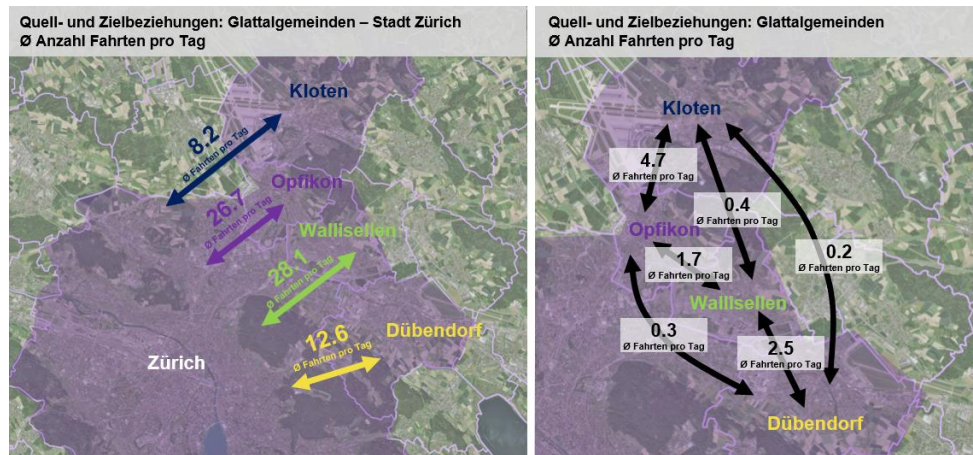 Quell- und Zielbeziehungen: Glattalgemeinden – Stadt Zürich
Ø Anzahl Fahrten pro Tag
Kloten
8.2
Ø Fahrten pro Tag
Opfikon
26.7
Ø Fahrten pro Tag
Wallisellen
28.1
Ø Fahrten pro Tag
Dübendorf
12.6
Ø Fahrten pro Tag
Zürich
Quell- und Zielbeziehungen: Glattalgemeinden
Ø Anzahl Fahrten pro Tag
Kloten
4.7
Ø Fahrten pro Tag
0.4
Ø Fahrten pro Tag
Opfikon
1.7
Ø Fahrten pro Tag
0.2
Ø Fahrten pro Tag
Wallisellen
0.3
Ø Fahrten pro Tag
2.5
Ø Fahrten pro Tag
Dübendorf